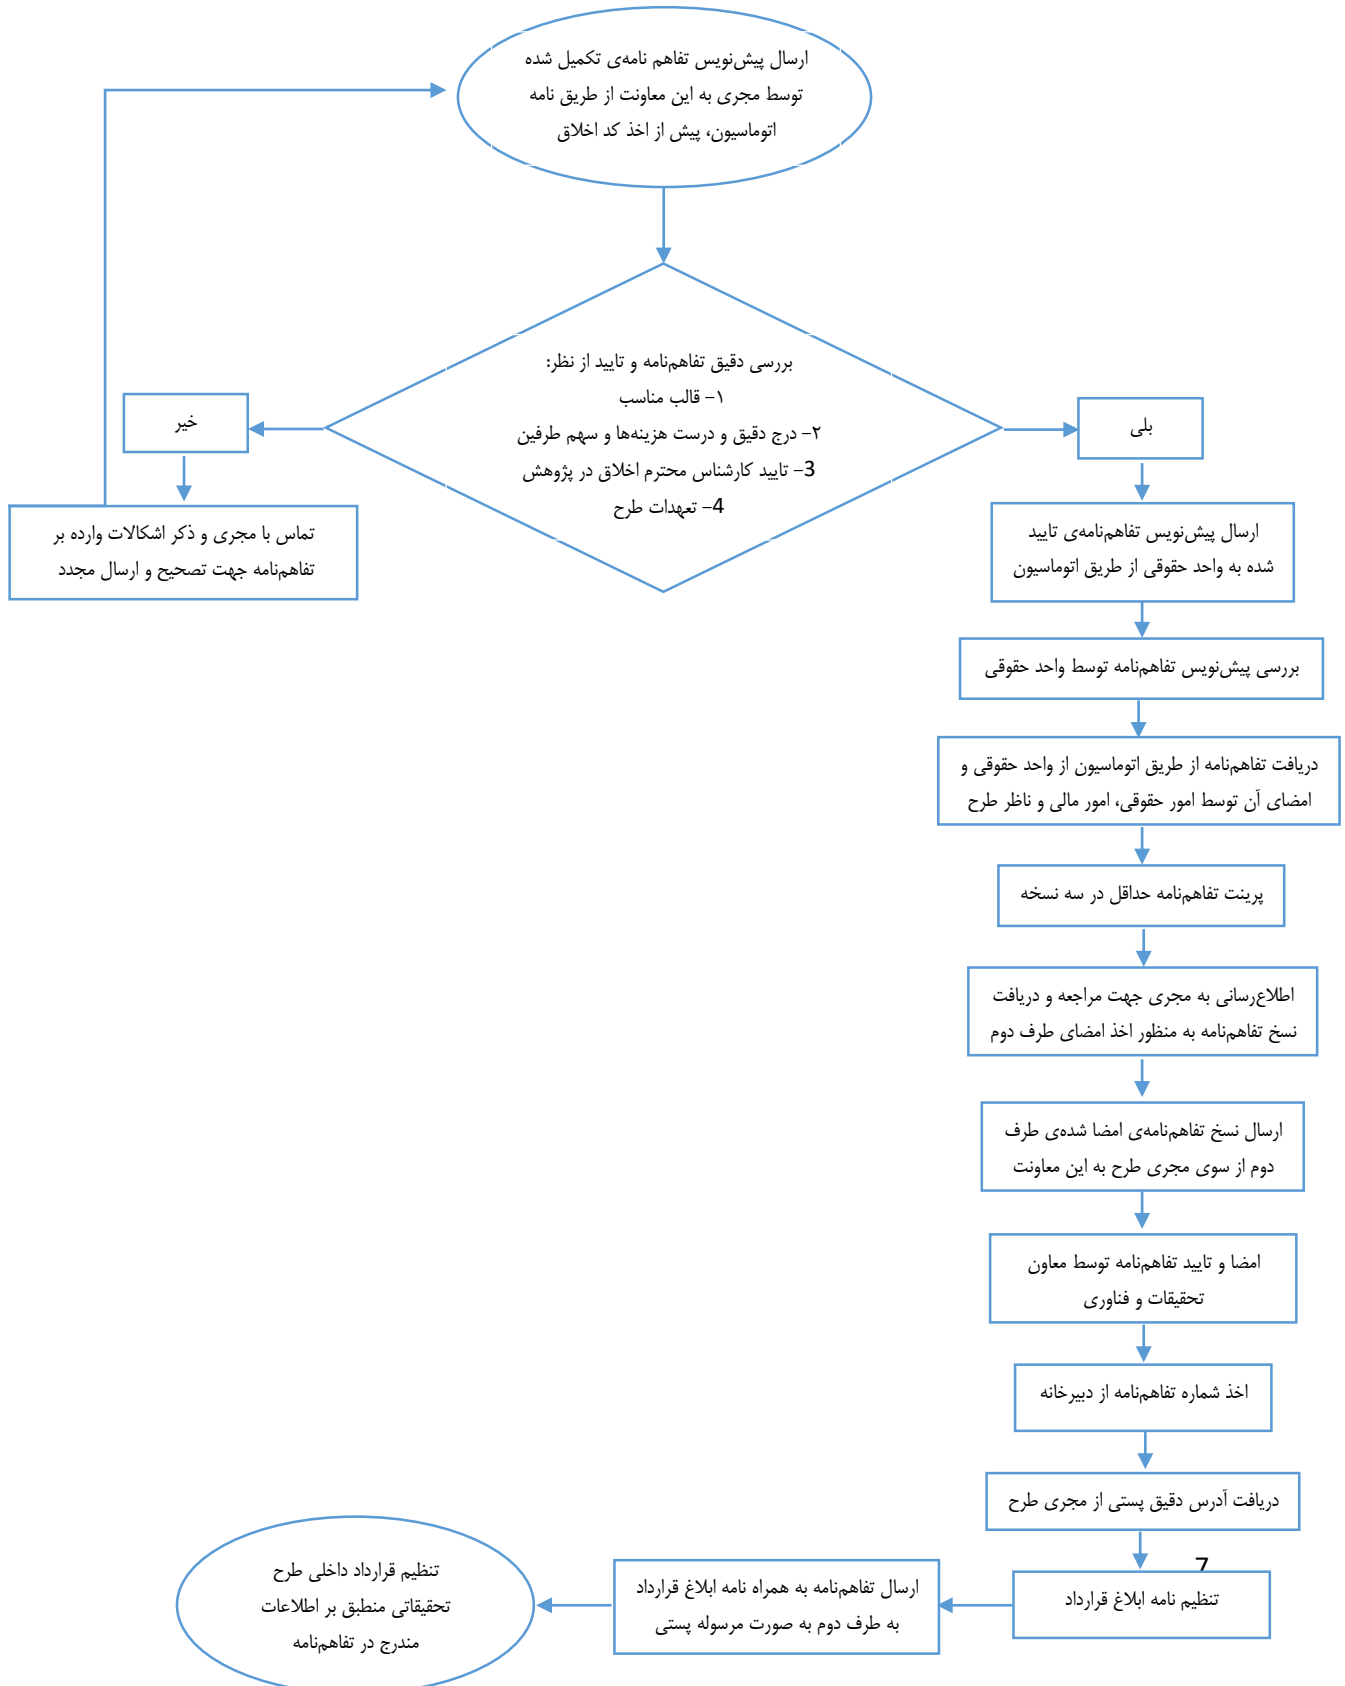 ارسال پیش‌نویس تفاهم نامه‌ی تکمیل شده
توسط مجری به این معاونت از طریق نامه
اتوماسیون، پیش از اخذ کد اخلاق
بررسی دقیق تفاهم‌نامه و تایید از نظر:
۱- قالب مناسب
۲- درج دقیق و درست هزینه‌ها و سهم طرفین
3- تایید کارشناس محترم اخلاق در پژوهش
4- تعهدات طرح
خیر
تماس با مجری و ذکر اشکالات وارده بر
تفاهم‌نامه جهت تصحیح و ارسال مجدد
بلی
ارسال پیش‌نویس تفاهم‌نامه‌ی تایید
شده به واحد حقوقی از طریق اتوماسیون
بررسی پیش‌نویس تفاهم‌نامه توسط واحد حقوقی
دریافت تفاهم‌نامه از طریق اتوماسیون از واحد حقوقی و
امضای آن توسط امور حقوقی، امور مالی و ناظر طرح
پرینت تفاهم‌نامه حداقل در سه نسخه
اطلاع‌رسانی به مجری جهت مراجعه و دریافت
نسخ تفاهم‌نامه به منظور اخذ امضای طرف دوم
ارسال نسخ تفاهم‌نامه‌ی امضا شده‌ی طرف
دوم از سوی مجری طرح به این معاونت
امضا و تایید تفاهم‌نامه توسط معاون
تحقیقات و فناوری
اخذ شماره تفاهم‌نامه از دبیرخانه
دریافت آدرس دقیق پستی از مجری طرح
7
تنظیم نامه ابلاغ قرارداد
ارسال تفاهم‌نامه به همراه نامه ابلاغ قرارداد
به طرف دوم به صورت مرسوله پستی
تنظیم قرارداد داخلی طرح
تحقیقاتی منطبق بر اطلاعات
مندرج در تفاهم‌نامه